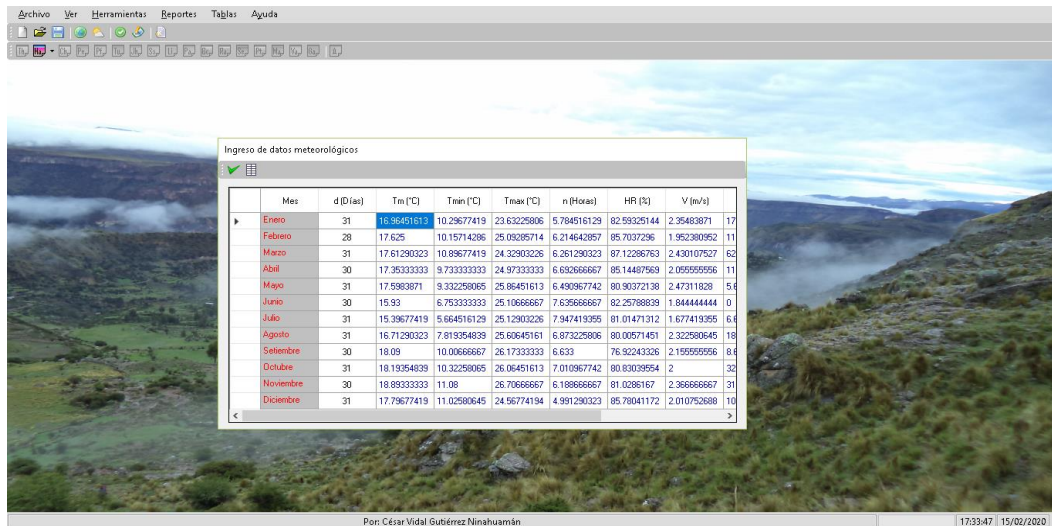 Archivo Ver Herramientas Reportes Tablas Ayuda
Ingreso de datos meteorológicos
Mes d (Días) Tm (°C) Tmin (°C) Tmax (°C) n (Horas) HR (%) V (m/s)
Enero 31 16.96451613 10.29677419 23.63225806 5.784516129 82.59325144 2.35483871 17
Febrero 28 17.625 10.15714286 25.09285714 6.214642857 85.7037296 1.952380952 11
Marzo 31 17.61290323 10.89677419 24.32903226 6.261290323 87.12286763 2.430107527 62
Abril 30 17.35333333 9.733333333 24.97333333 6.692666667 85.14487569 2.055555556 11
Mayo 31 17.5983871 9.332258065 25.86451613 6.490967742 80.90372138 2.47311828 5.6
Junio 30 15.93 6.753333333 25.10666667 7.635666667 82.25788839 1.844444444 0
Julio 31 15.39677419 5.664516129 25.12903226 7.947419355 81.01471312 1.677419355 6.6
Agosto 31 16.71290323 7.819354839 25.60645161 6.873225806 80.00571451 2.322580645 18
Setiembre 30 18.09 10.00666667 26.17333333 6.633 76.92243326 2.155555556 8.6
Octubre 31 18.19354839 10.32258065 26.06451613 7.010967742 80.83039554 2 32
Noviembre 30 18.89333333 11.08 26.70666667 6.188666667 81.0286167 2.366666667 31
Diciembre 31 17.79677419 11.02580645 24.56774194 4.991290323 85.78041172 2.010752688 10
Por: César Vidal Gutiérrez Ninahuamán 17:33:47 15/02/2020